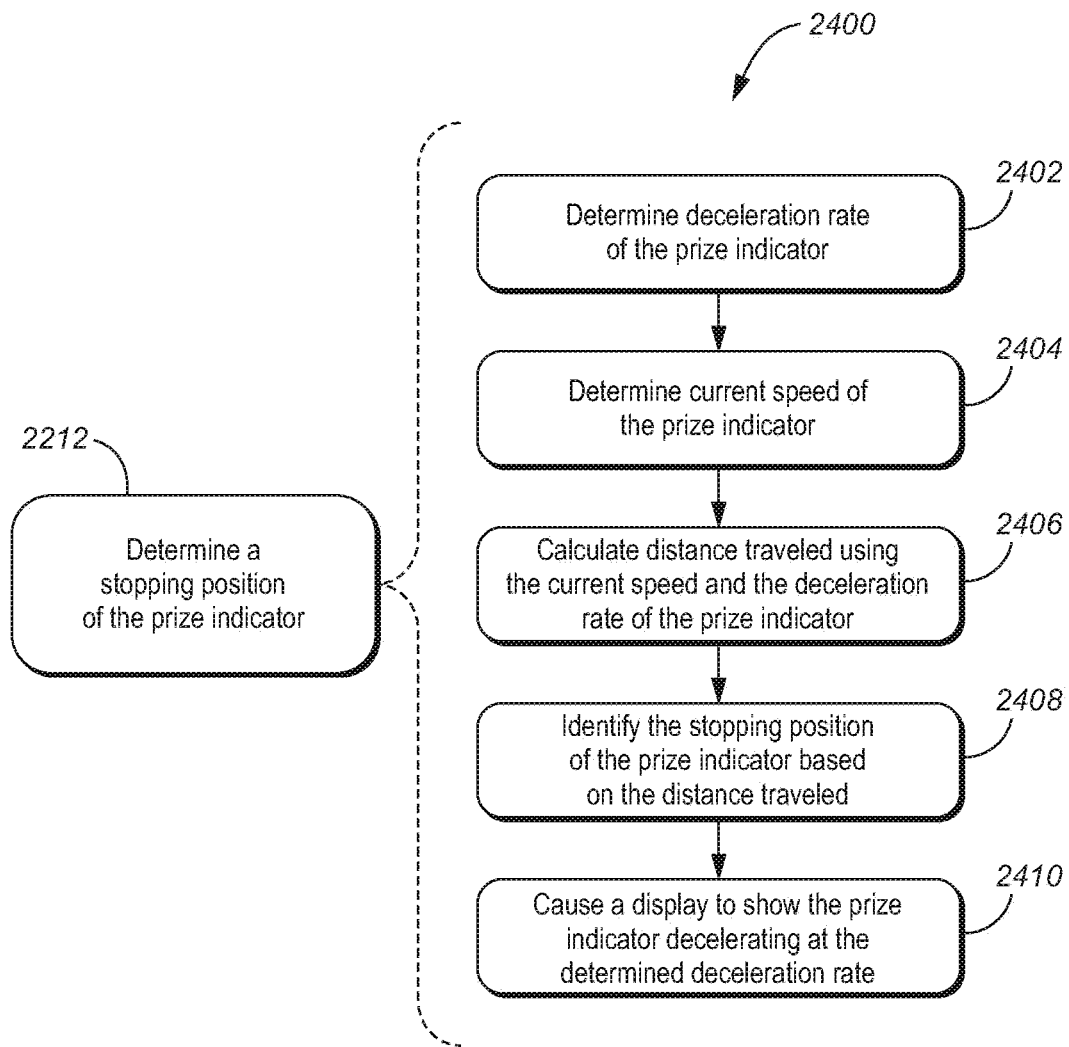 2400
2402
Determine deceleration rate
of the prize indicator
2404
Determine current speed of
the prize indicator
2212
Determine a
stopping position
of the prize indicator
2406
Calculate distance traveled using
the current speed and the deceleration
rate of the prize indicator
2408
Identify the stopping position
of the prize indicator based
on the distance traveled
2410
Cause a display to show the prize
indicator decelerating at the
determined deceleration rate